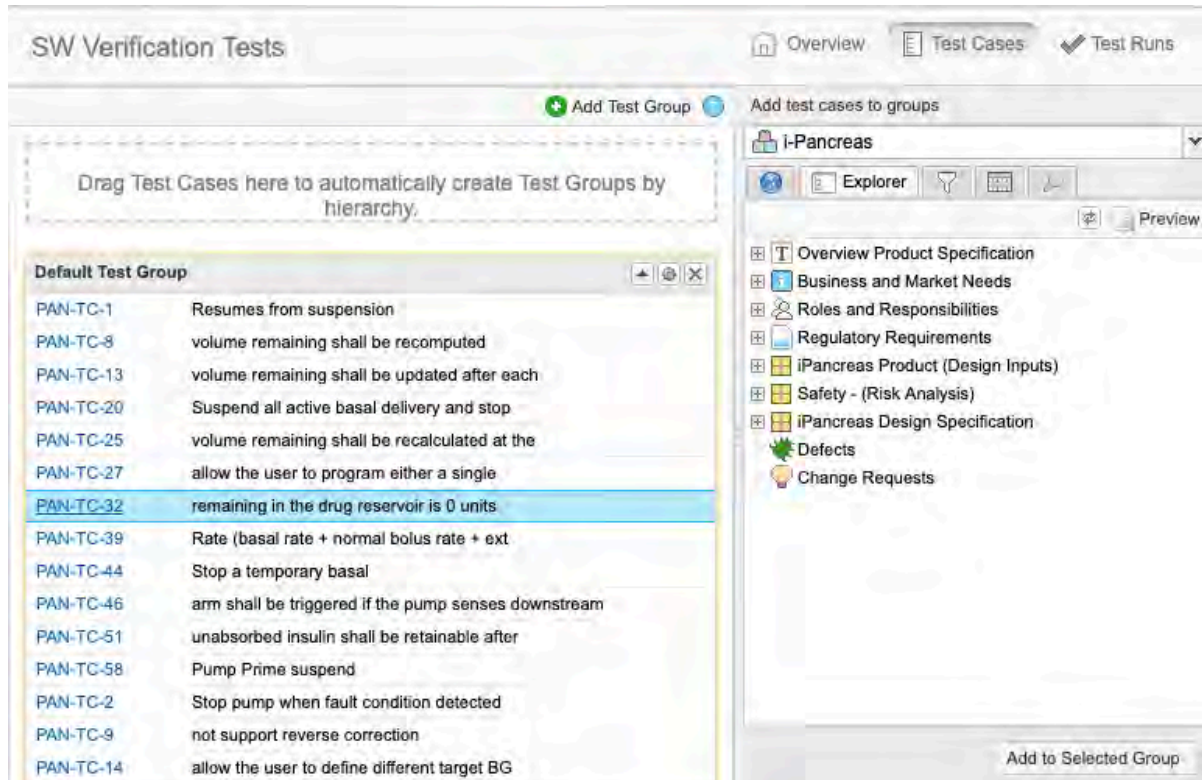 SW Verification Tests
Overview
Test Cases
Test Runs
Add Test Group
Add test cases to groups
i-Pancreas
Drag Test Cases here to automatically create Test Groups by
hierarchy.
Explorer
Preview
Default Test Group
PAN-TC-1 Resumes from suspension
PAN-TC-8 volume remaining shall be recomputed
PAN-TC-13 volume remaining shall be updated after each
PAN-TC-20 Suspend all active basal delivery and stop
PAN-TC-25 volume remaining shall be recalculated at the
PAN-TC-27 allow the user to program either a single
PAN-TC-32 remaining in the drug reservoir is 0 units
PAN-TC-39 Rate (basal rate + normal bolus rate + ext
PAN-TC-44 Stop a temporary basal
PAN-TC-46 arm shall be triggered if the pump senses downstream
PAN-TC-51 unabsorbed insulin shall be retainable after
PAN-TC-58 Pump Prime suspend
PAN-TC-2 Stop pump when fault condition detected
PAN-TC-9 not support reverse correction
PAN-TC-14 allow the user to define different target BG
T Overview Product Specification
Business and Market Needs
Roles and Responsibilities
Regulatory Requirements
iPancreas Product (Design Inputs)
Safety - (Risk Analysis)
iPancreas Design Specification
Defects
Change Requests
Add to Selected Group